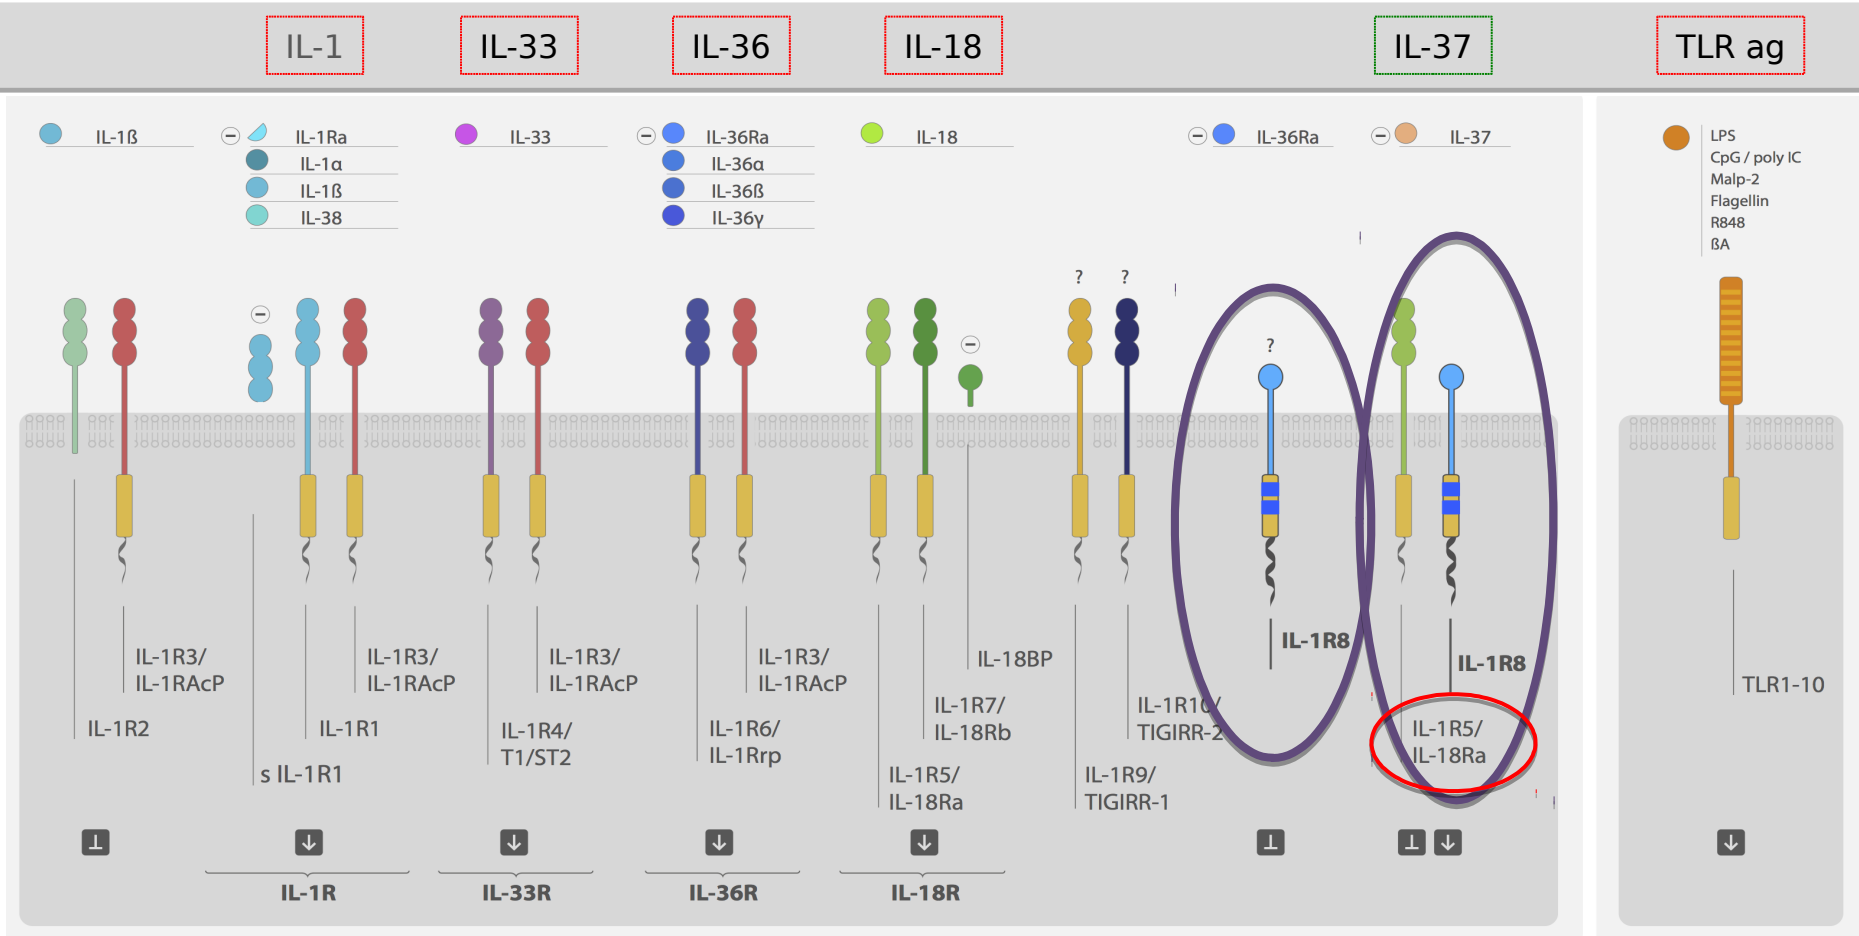 IL-1
IL-33
IL-36
IL-18
IL-37
TLR ag
IL-1ß
IL-1Ra
IL-1α
IL-1ß
IL-38
IL-33
IL-36Ra
IL-36α
IL-36ß
IL-36γ
IL-18
IL-36Ra
IL-37
LPS
CpG / poly IC
Malp-2
Flagellin
R848
ßA
?
?
?
IL-1R2
IL-1R3/
IL-1RAcP
s IL-1R1
IL-1R1
IL-1R3/
IL-1RAcP
IL-1R4/
T1/ST2
IL-1R3/
IL-1RAcP
IL-1R6/
IL-1Rrp
IL-1R3/
IL-1RAcP
IL-1R5/
IL-18Ra
IL-1R7/
IL-18Rb
IL-18BP
IL-1R9/
TIGIRR-1
IL-1R10/
TIGIRR-2
IL-1R8
IL-1R8
IL-1R5/
IL-18Ra
TLR1-10
IL-1R
IL-33R
IL-36R
IL-18R